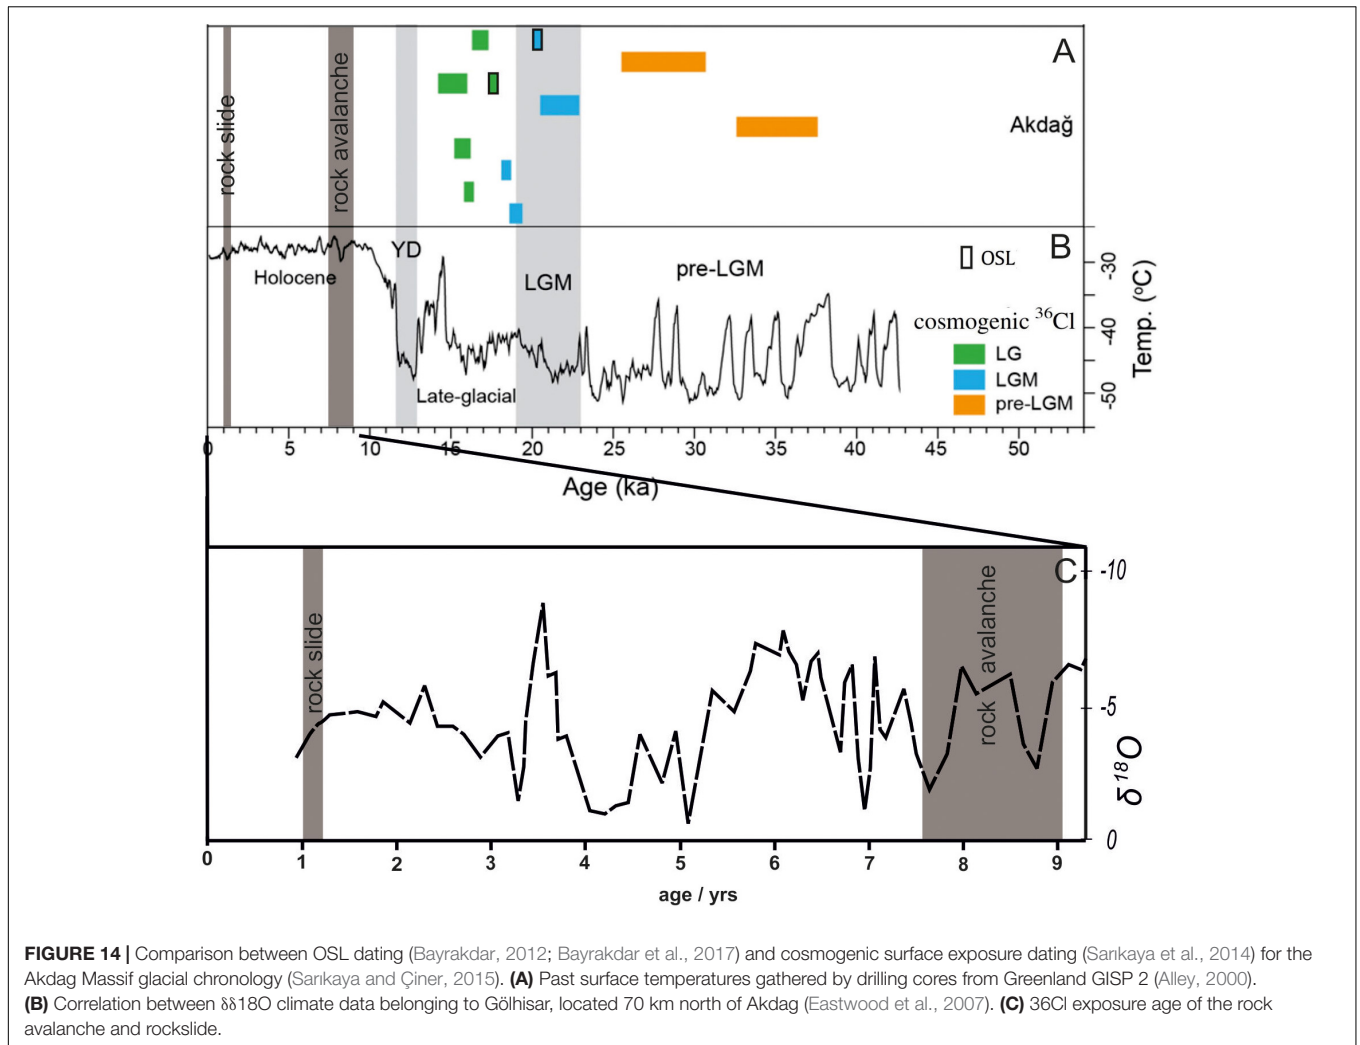 A
rock slide
rock avalanche
Akdağ
B
YD
OSL
-30
Holocene
LGM
pre-LGM
cosmogenic ³⁶Cl
-40
Temp. (ºC)
LG
LGM
Late-glacial
-50
pre-LGM
0 5 10 15 20 25 30 35 40 45 50
Age (ka)
C
-10
rock slide
rock avalanche
-5
δ¹⁸O
0
0 1 2 3 4 5 6 7 8 9
age / yrs
FIGURE 14 | Comparison between OSL dating (Bayrakdar, 2012; Bayrakdar et al., 2017) and cosmogenic surface exposure dating (Sarıkaya et al., 2014) for the
Akdag Massif glacial chronology (Sarıkaya and Çiner, 2015). (A) Past surface temperatures gathered by drilling cores from Greenland GISP 2 (Alley, 2000).
(B) Correlation between δδ18O climate data belonging to Gölhisar, located 70 km north of Akdag (Eastwood et al., 2007). (C) 36Cl exposure age of the rock
avalanche and rockslide.